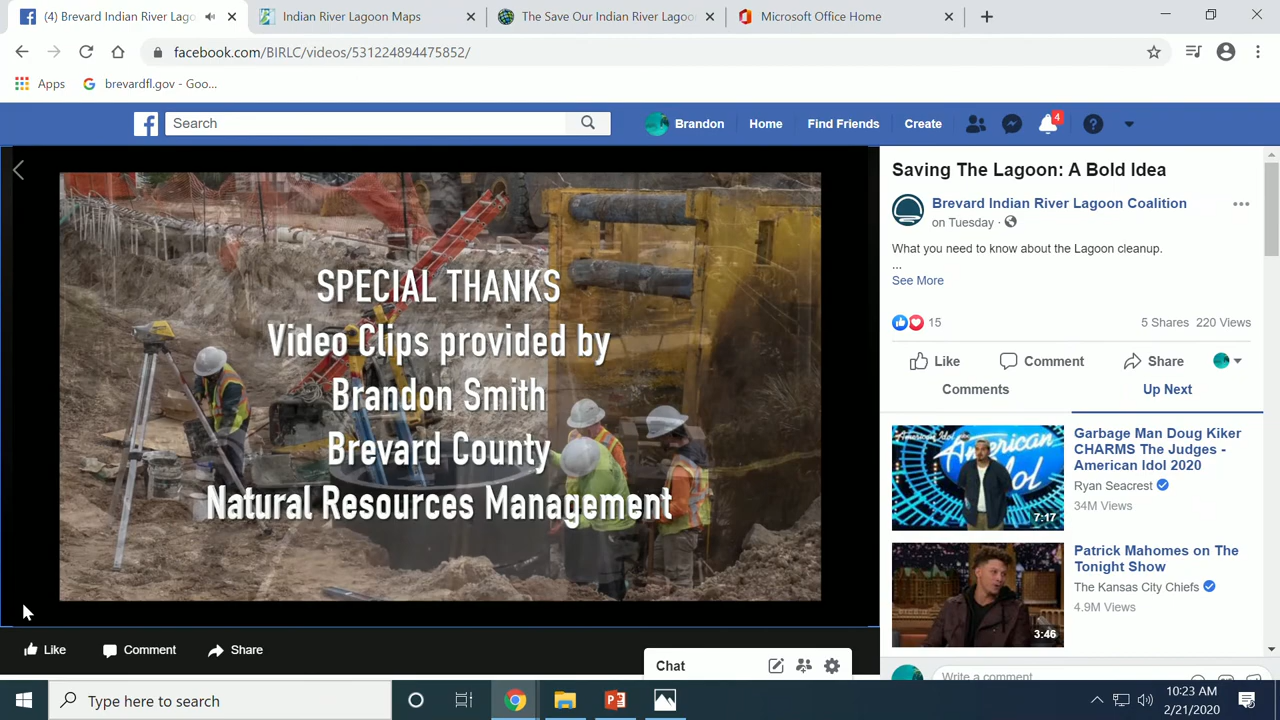 (4) Brevard Indian River Lago
Indian River Lagoon Maps
The Save Our Indian River Lagoo
Microsoft Office Home
facebook.com/BIRLC/videos/531224894475852/
Apps
brevardfl.gov - Goo...
Search
Brandon
Home
Find Friends
Create
4
SPECIAL THANKS
Video Clips provided by
Brandon Smith
Brevard County
Natural Resources Management
Like
Comment
Share
Chat
Saving The Lagoon: A Bold Idea
Brevard Indian River Lagoon Coalition
on Tuesday ·
What you need to know about the Lagoon cleanup.
...
See More
15
5 Shares 220 Views
Like
Comment
Share
Comments
Up Next
American Idol
Garbage Man Doug Kiker
CHARMS The Judges -
American Idol 2020
Ryan Seacrest
34M Views
7:17
Patrick Mahomes on The
Tonight Show
The Kansas City Chiefs
4.9M Views
3:46
Write a comment
Type here to search
10:23 AM
2/21/2020